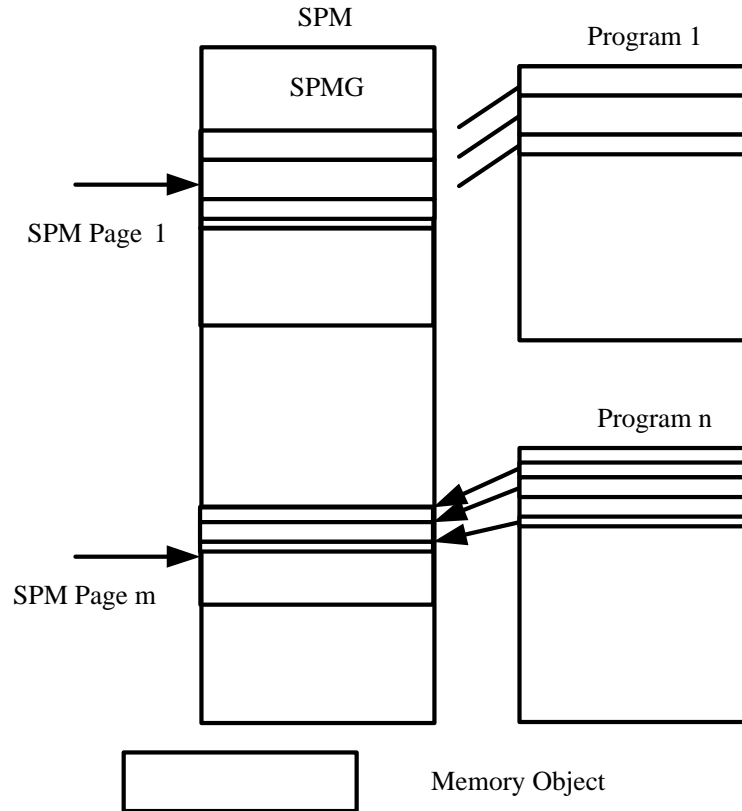 SPM
Program 1
SPMG
SPM Page 1
Program n
SPM Page m
Memory Object